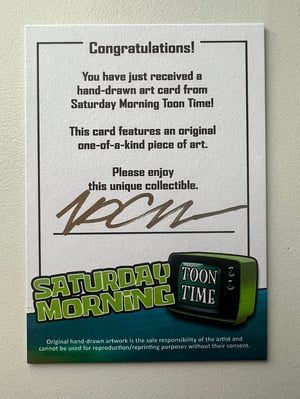 Congratulations!
You have just received a
hand-drawn art card from
Saturday Morning Toon Time!
This card features an original
one-of-a-kind piece of art.
Please enjoy
this unique collectible.
SATURDAY
MORNING
TOON
TIME
Original hand-drawn artwork is the sole responsibility of the artist and
cannot be used for reproduction/reprinting purposes without their consent.